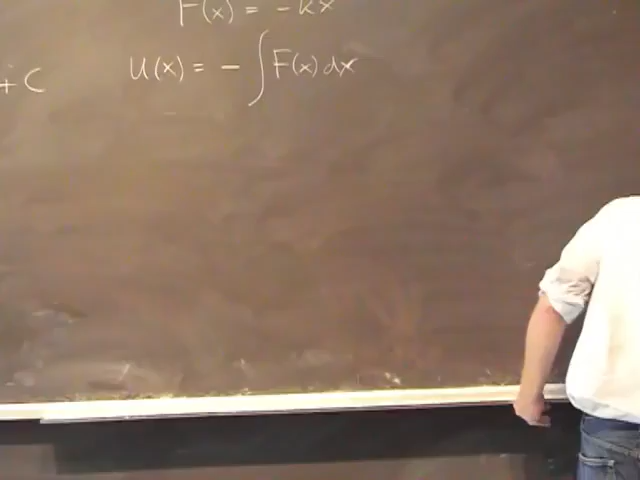 F(x) = -kx
+ C
U(x) = - ∫ F(x) dx